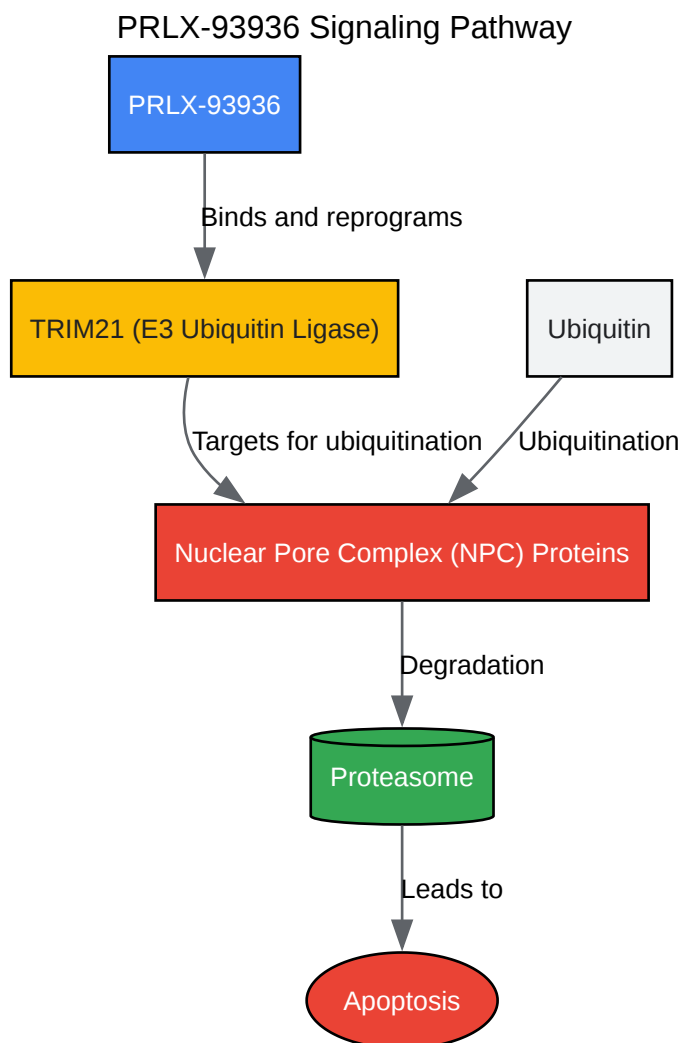 PRLX-93936 Signaling Pathway
PRLX-93936
Binds and reprograms
TRIM21 (E3 Ubiquitin Ligase)
Ubiquitin
Targets for ubiquitination
Ubiquitination
Nuclear Pore Complex (NPC) Proteins
Degradation
Proteasome
Leads to
Apoptosis